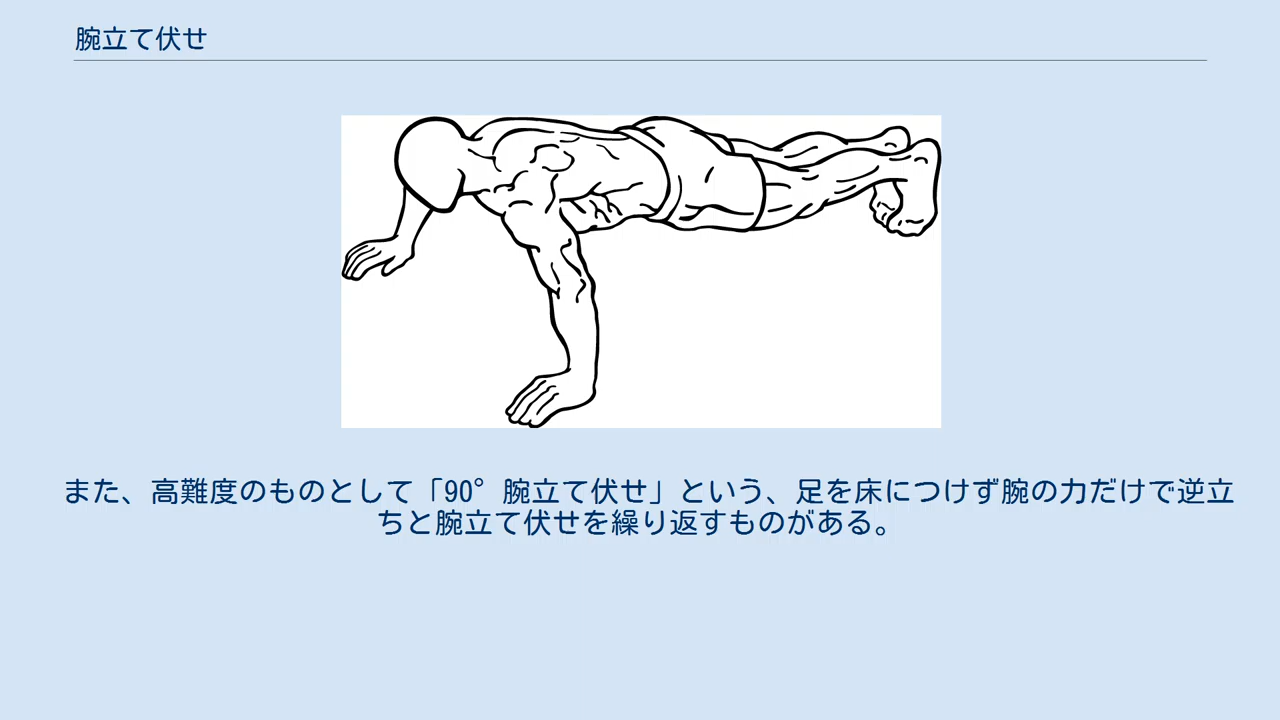 腕立て伏せ
また、高難度のものとして「90°腕立て伏せ」という、足を床につけず腕の力だけで逆立
ちと腕立て伏せを繰り返すものがある。